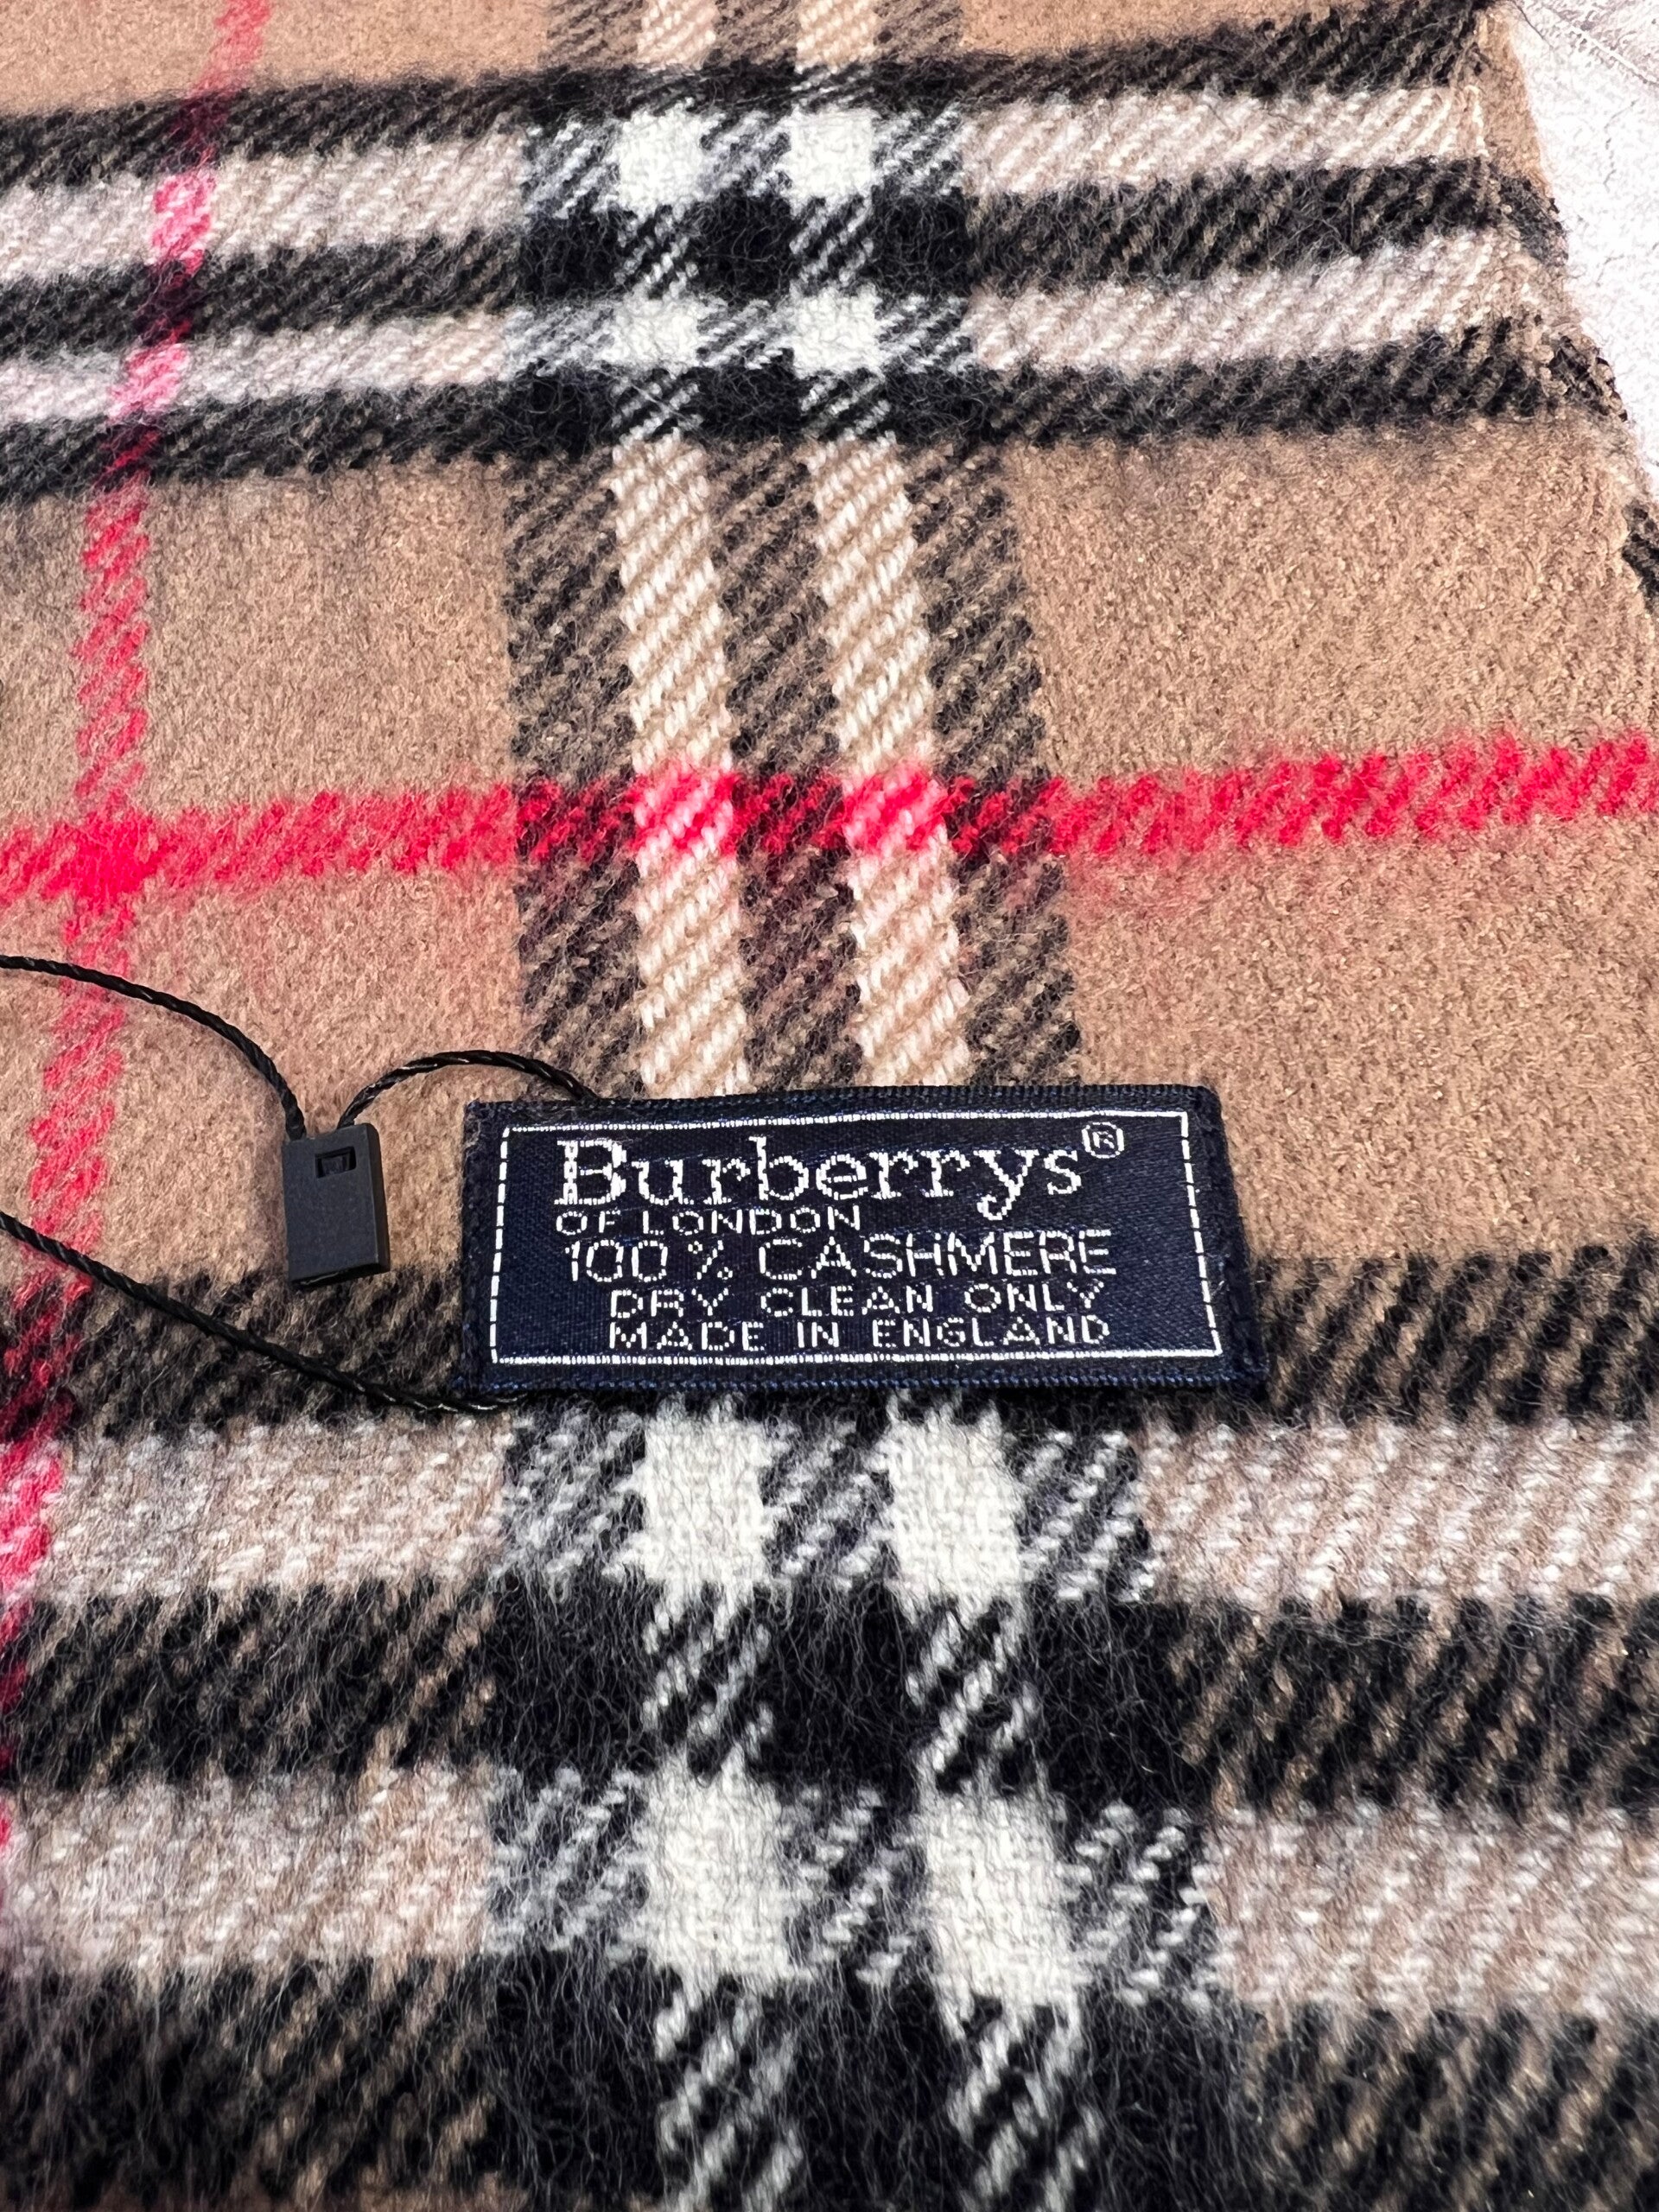 Burberrys®
OF LONDON
100% CASHMERE
DRY CLEAN ONLY
MADE IN ENGLAND